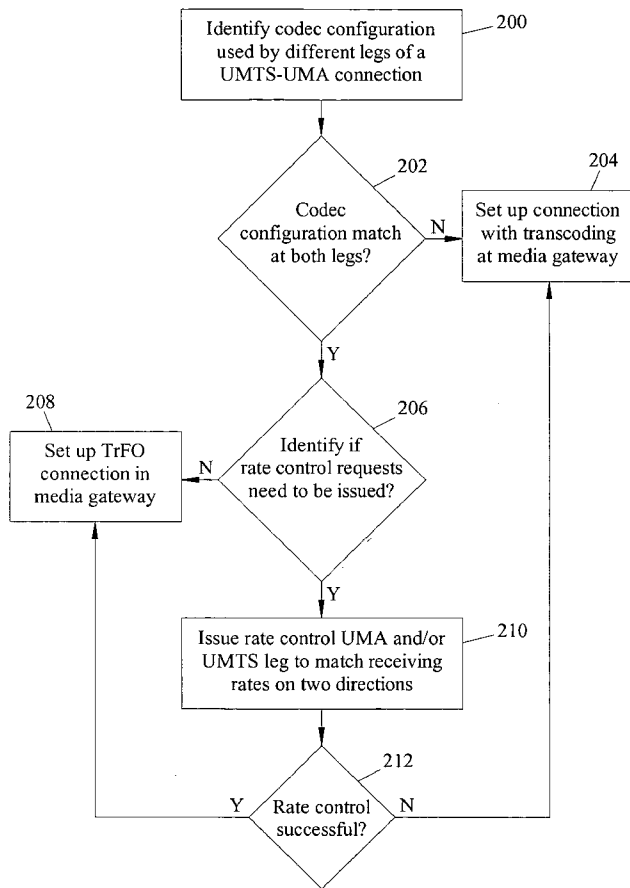 200
Identify codec configuration
used by different legs of a
UMTS-UMA connection
202
Codec
configuration match
at both legs?
N
204
Set up connection
with transcoding
at media gateway
Y
206
Identify if
rate control requests
need to be issued?
N
208
Set up TrFO
connection in
media gateway
Y
210
Issue rate control UMA and/or
UMTS leg to match receiving
rates on two directions
212
Rate control
successful?
Y
N